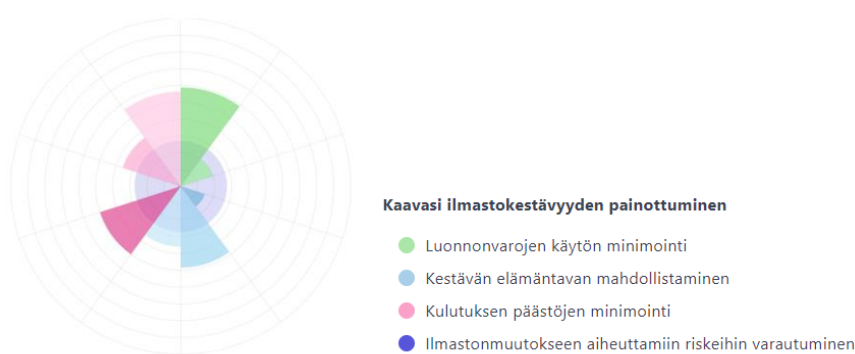 Kaavasi ilmastokestävyyden painottuminen
Luonnonvarojen käytön minimointi
Kestävän elämäntavan mahdollistaminen
Kulutuksen päästöjen minimointi
Ilmastonmuutokseen aiheuttamiin riskeihin varautuminen